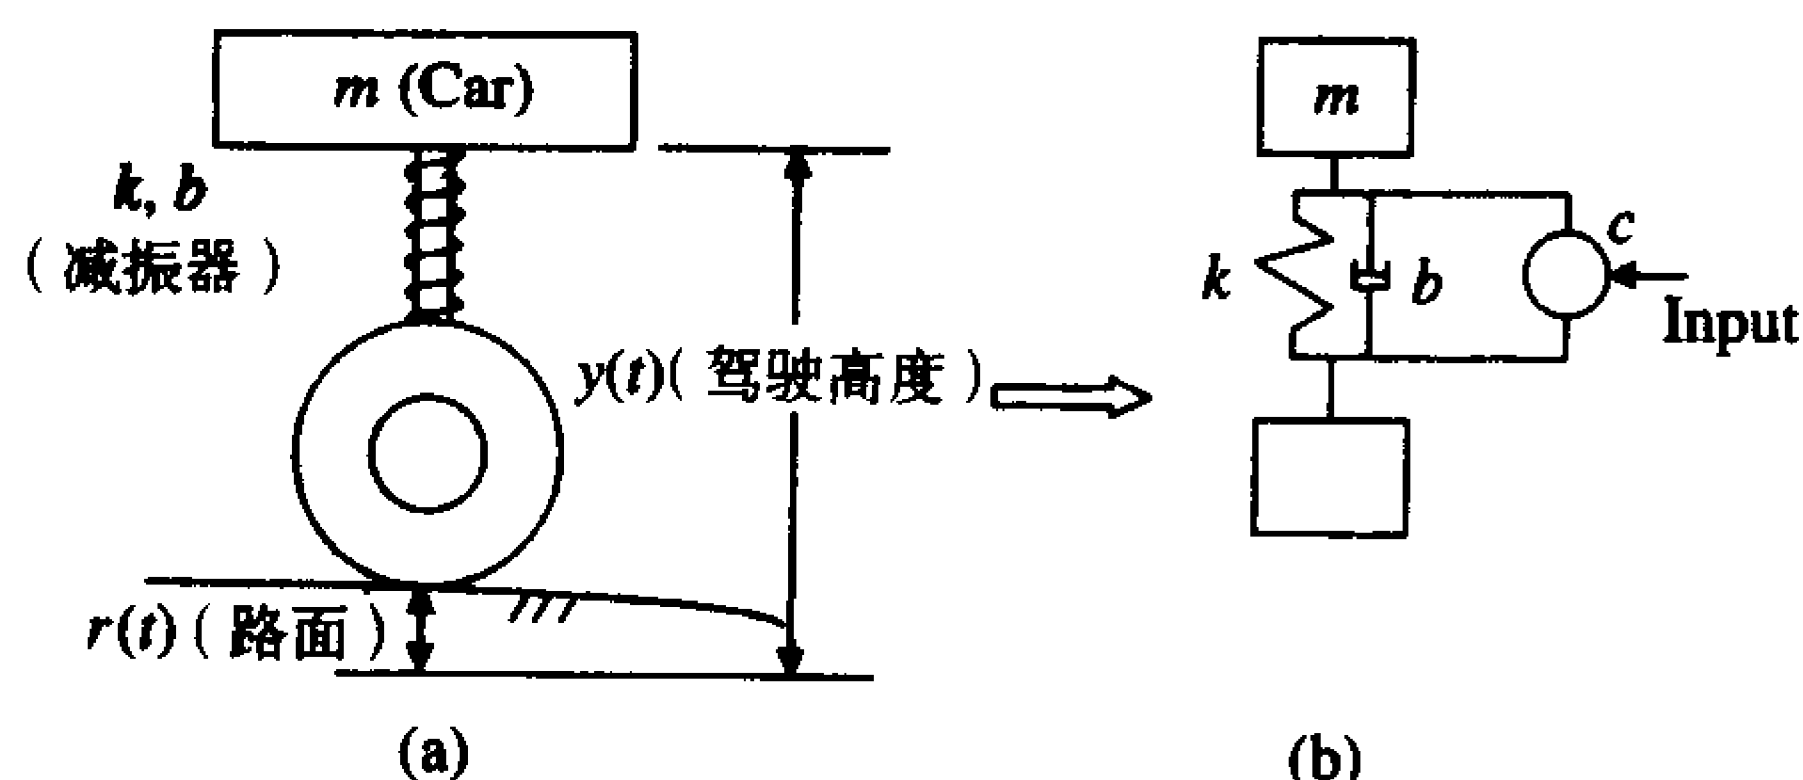 m (Car)
k, b
（减振器）
y(t)（驾驶高度）
r(t)（路面）
(a)
m
k
b
c
Input
(b)